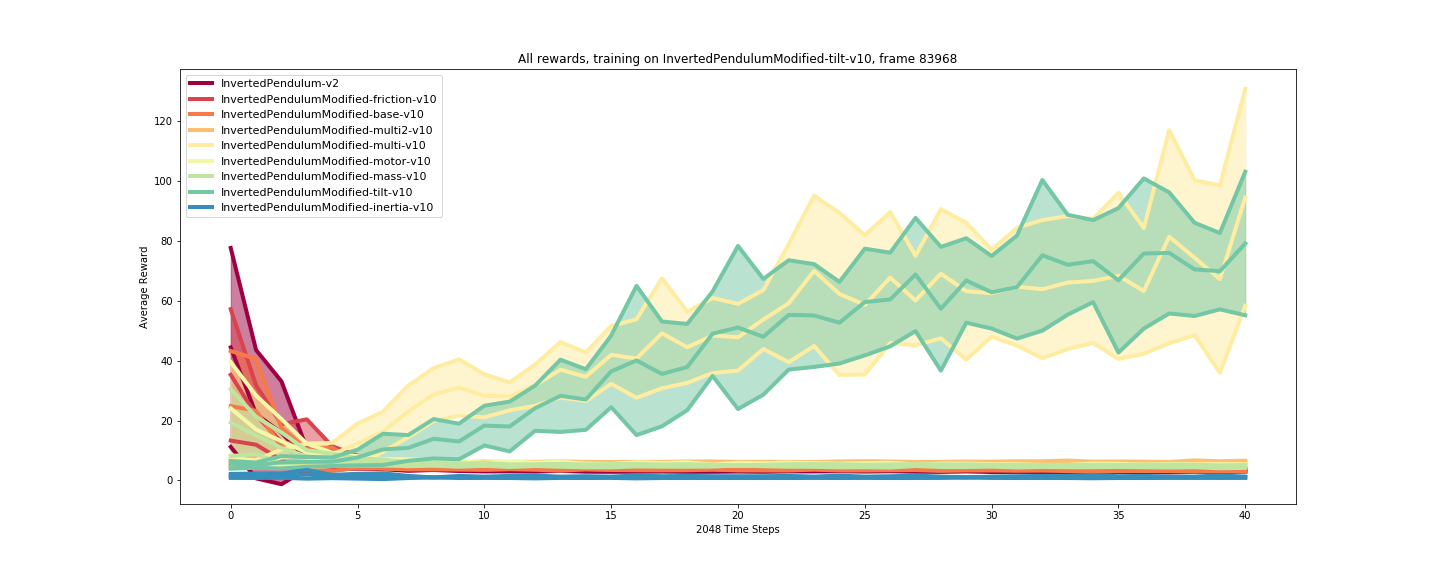 All rewards, training on InvertedPendulumModified-tilt-v10, frame 83968
InvertedPendulum-v2
InvertedPendulumModified-friction-v10
InvertedPendulumModified-base-v10
InvertedPendulumModified-multi2-v10
InvertedPendulumModified-multi-v10
InvertedPendulumModified-motor-v10
InvertedPendulumModified-mass-v10
InvertedPendulumModified-tilt-v10
InvertedPendulumModified-inertia-v10
Average Reward
120
100
80
60
40
20
0
0 5 10 15 20 25 30 35 40
2048 Time Steps